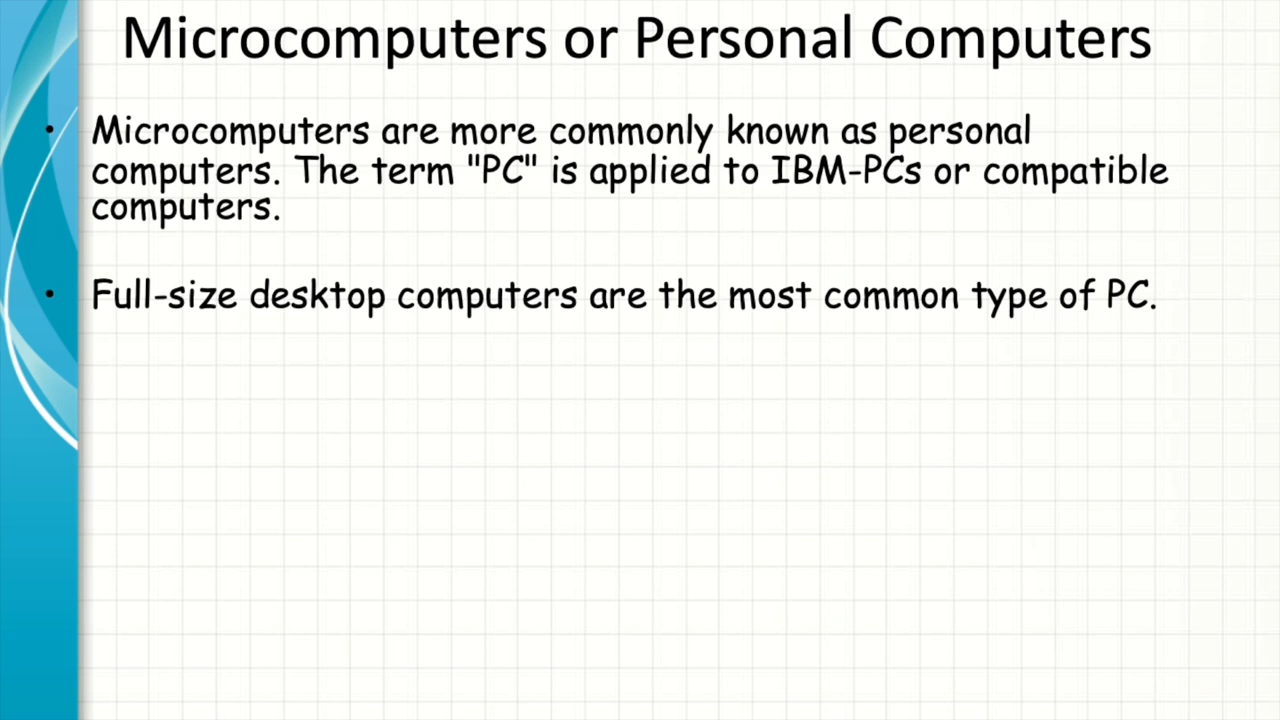 Microcomputers or Personal Computers
• Microcomputers are more commonly known as personal
computers. The term "PC" is applied to IBM-PCs or compatible
computers.
• Full-size desktop computers are the most common type of PC.